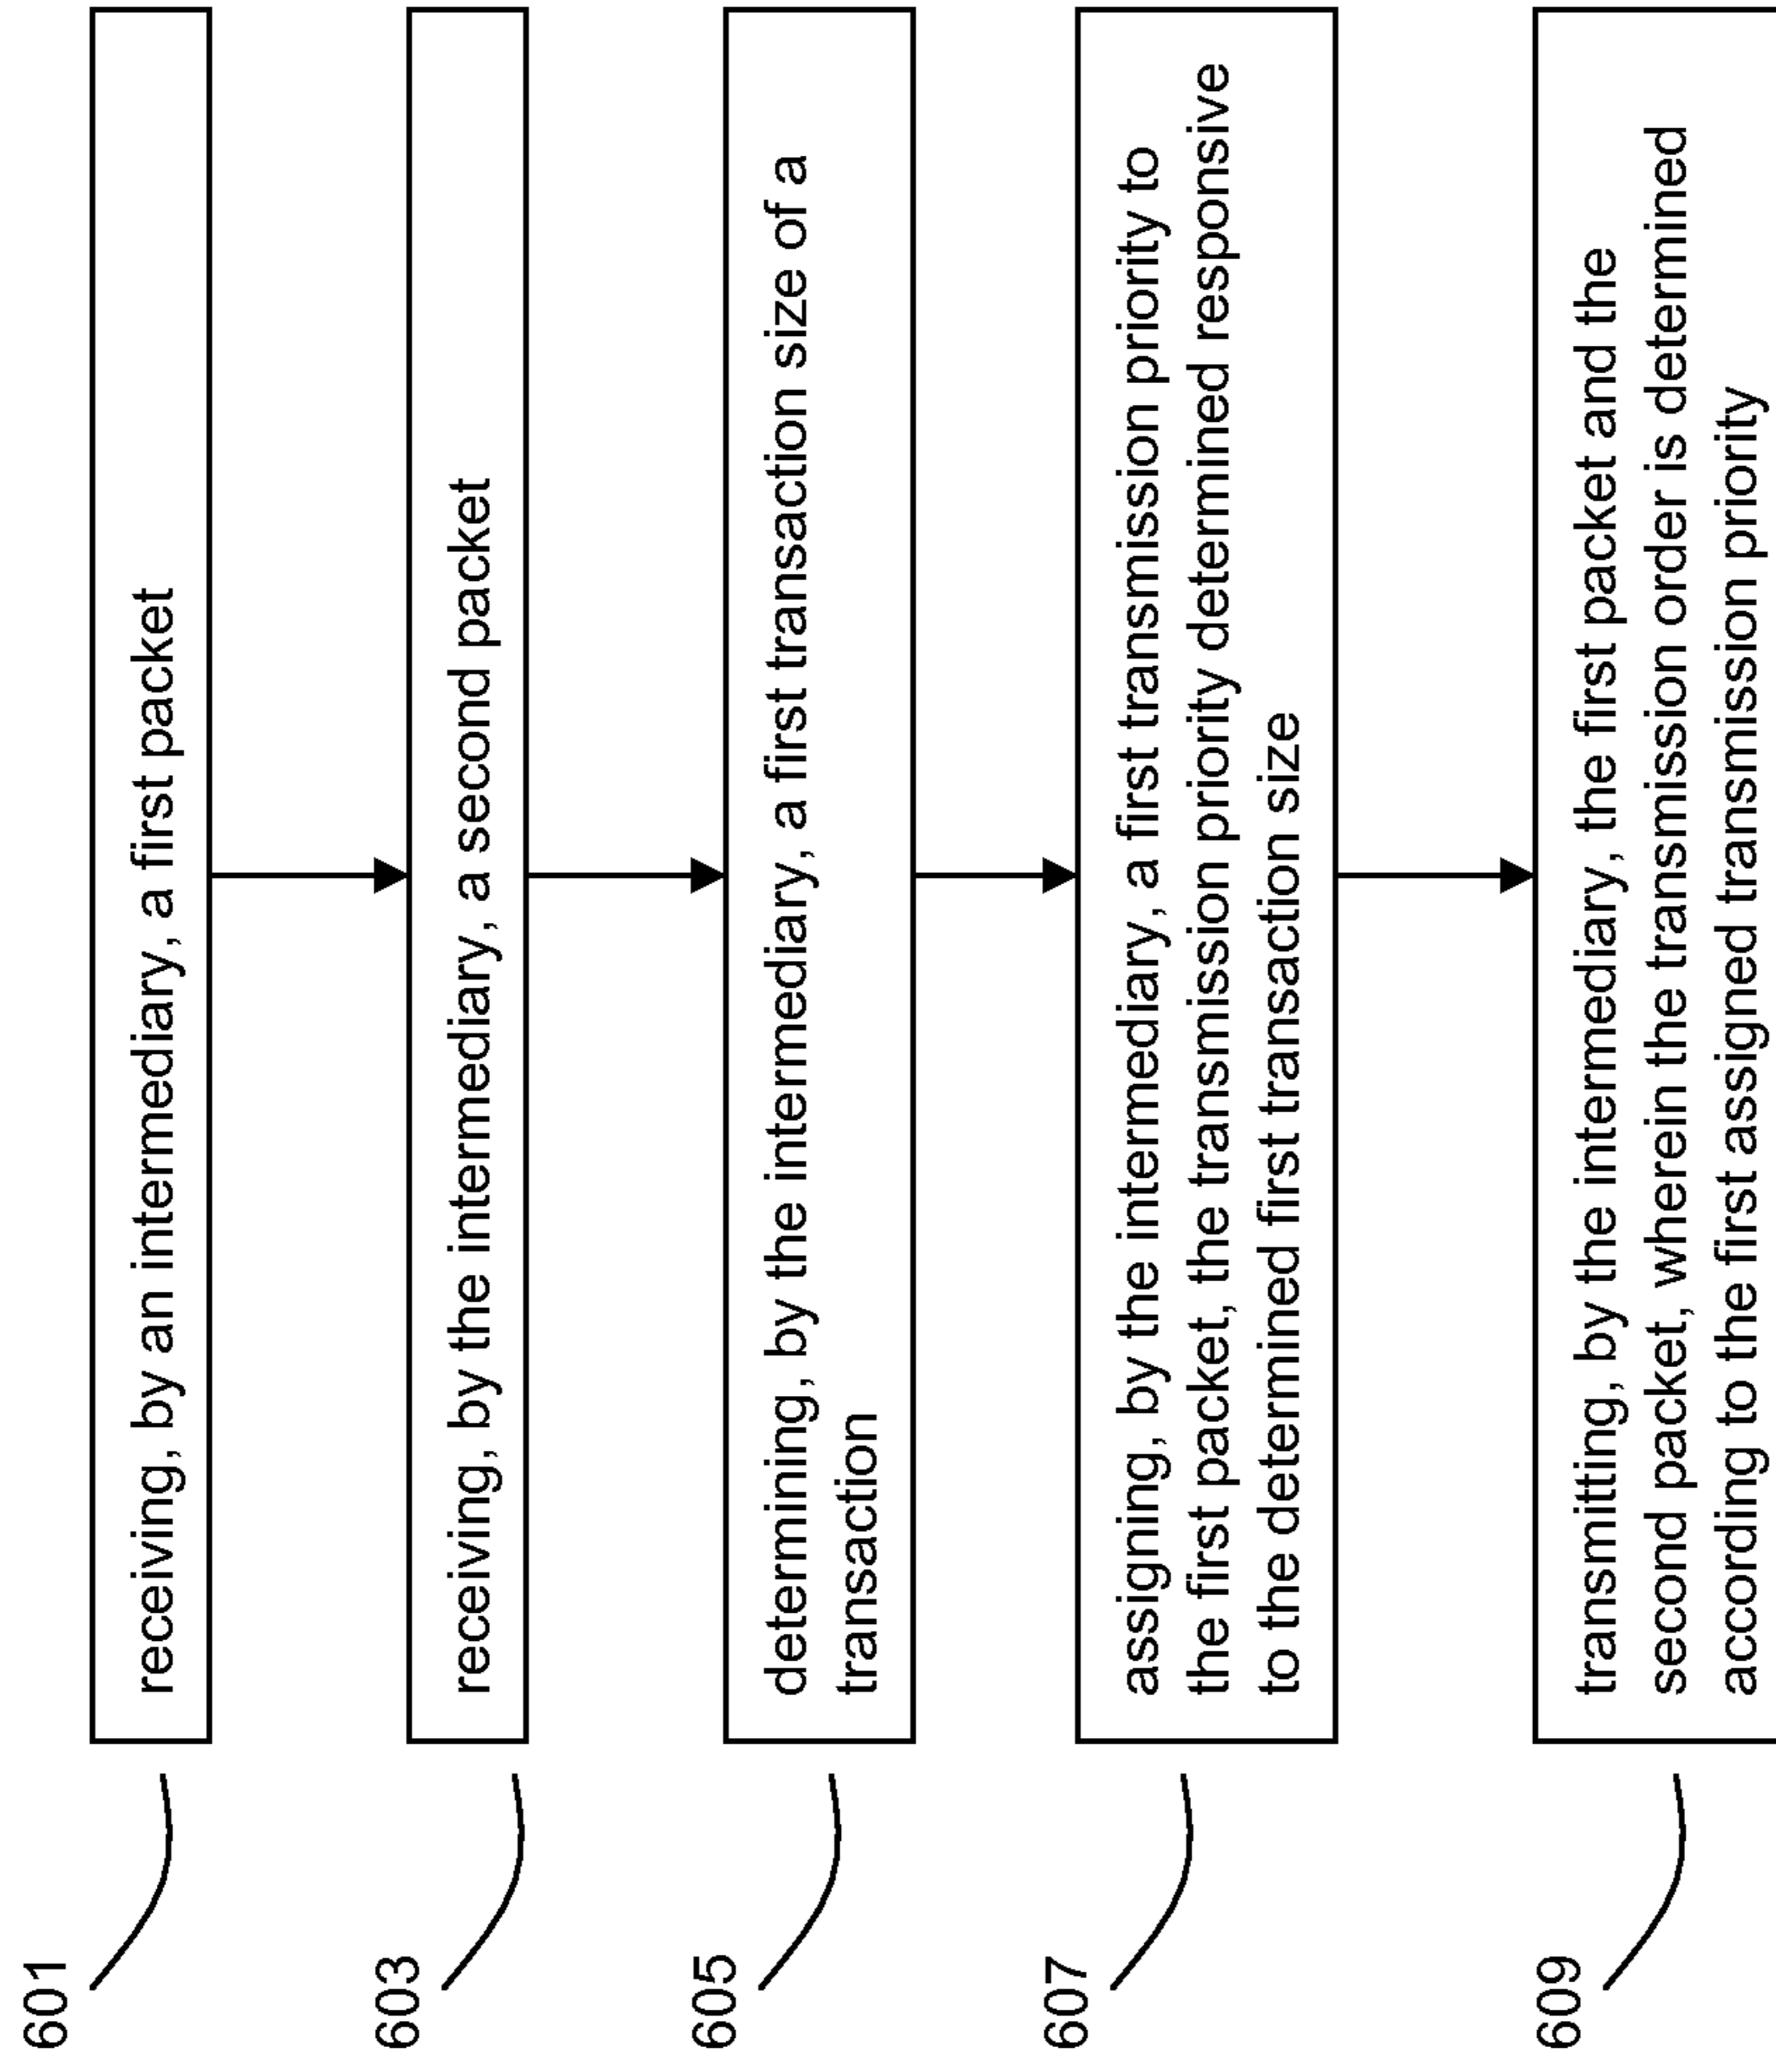 601
receiving, by an intermediary, a first packet
603
receiving, by the intermediary, a second packet
605
determining, by the intermediary, a first transaction size of a
transaction
607
assigning, by the intermediary, a first transmission priority to
the first packet, the transmission priority determined responsive
to the determined first transaction size
609
transmitting, by the intermediary, the first packet and the
second packet, wherein the transmission order is determined
according to the first assigned transmission priority